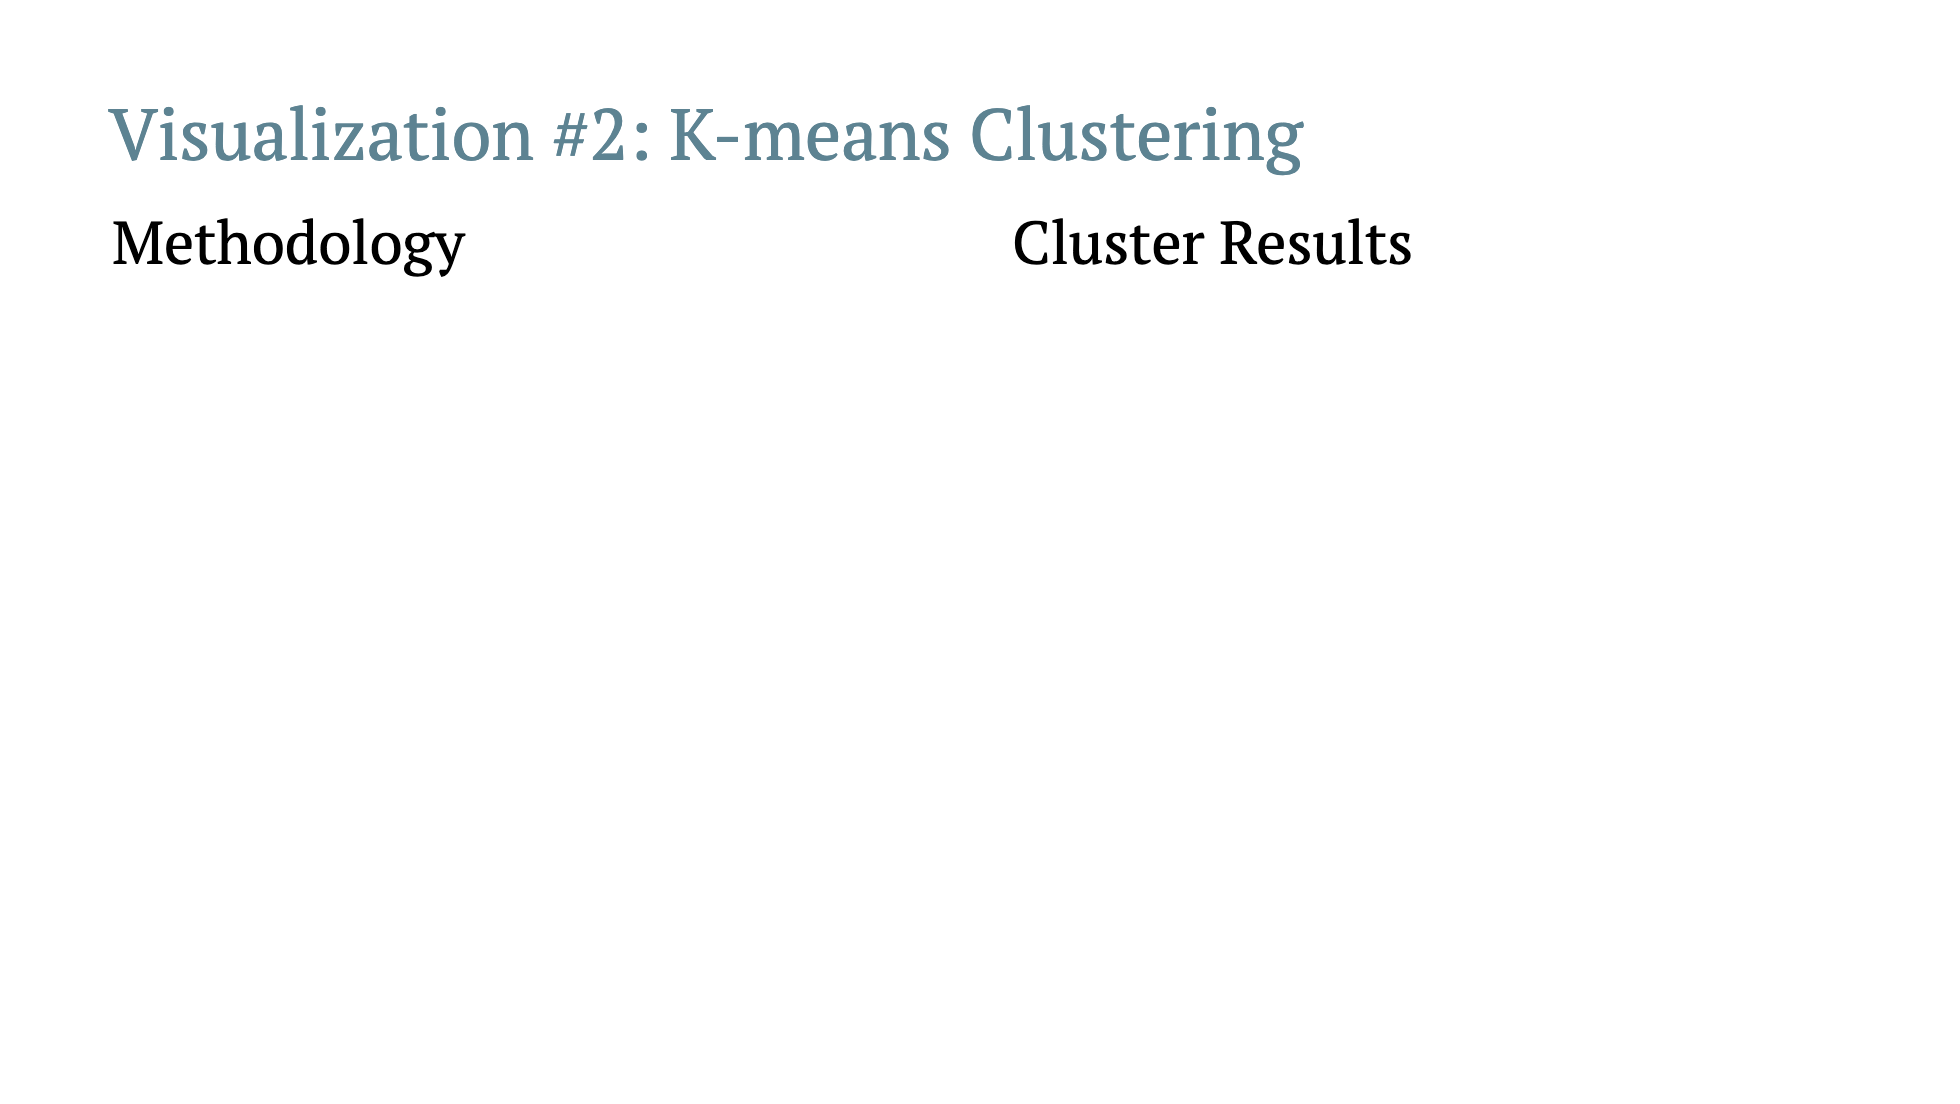 Visualization #2: K-means Clustering
Methodology
Cluster Results